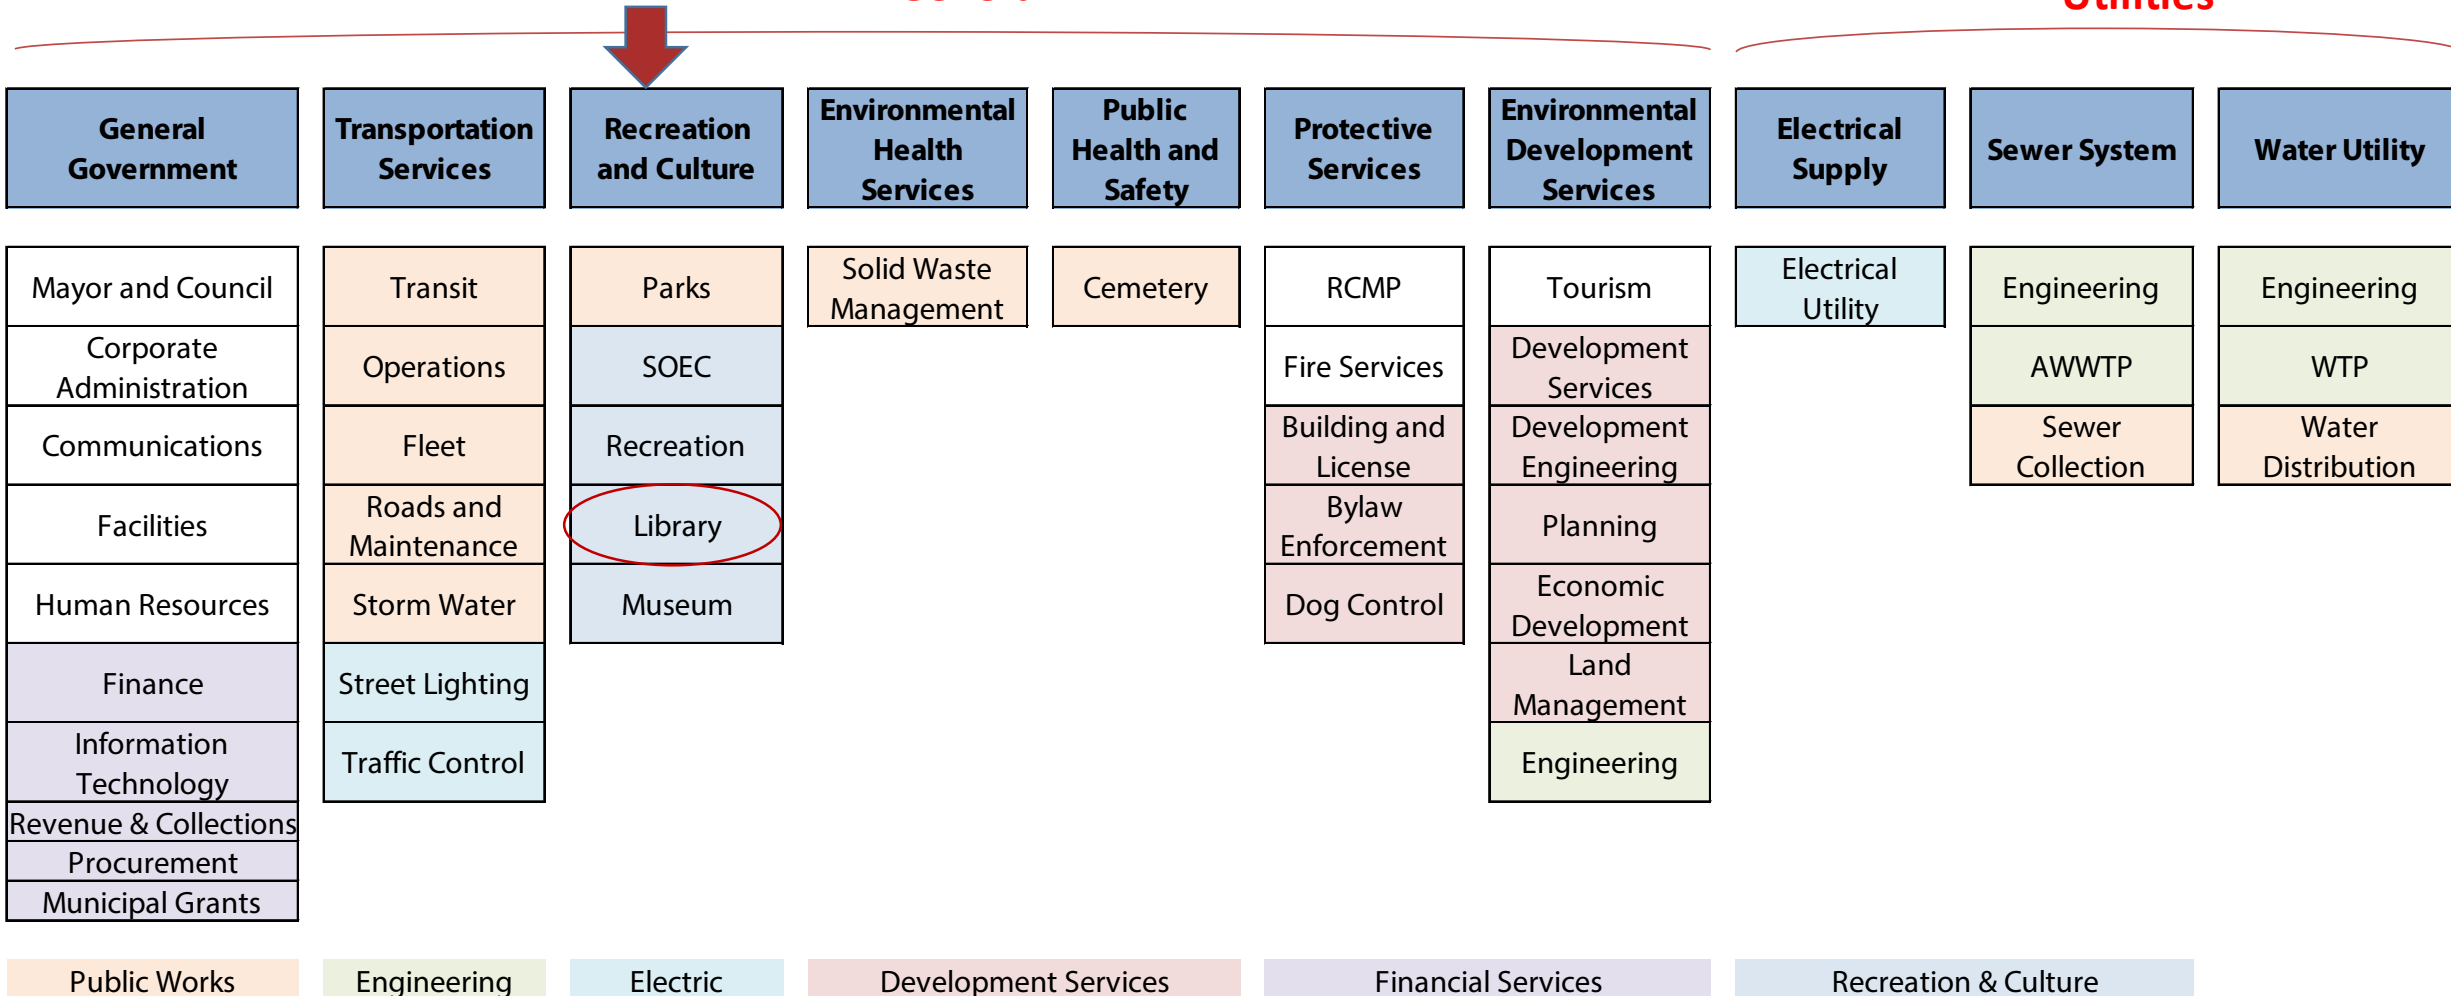 Utilities
General
Government
Transportation
Services
Recreation
and Culture
Environmental
Health
Services
Public
Health and
Safety
Protective
Services
Environmental
Development
Services
Electrical
Supply
Sewer System
Water Utility
Mayor and Council
Corporate
Administration
Communications
Facilities
Human Resources
Finance
Information
Technology
Revenue & Collections
Procurement
Municipal Grants
Transit
Operations
Fleet
Roads and
Maintenance
Storm Water
Street Lighting
Traffic Control
Parks
SOEC
Recreation
Library
Museum
Solid Waste
Management
Cemetery
RCMP
Fire Services
Building and
License
Bylaw
Enforcement
Dog Control
Tourism
Development
Services
Development
Engineering
Planning
Economic
Development
Land
Management
Engineering
Electrical
Utility
Engineering
AWWTP
Sewer
Collection
Engineering
WTP
Water
Distribution
Public Works
Engineering
Electric
Development Services
Financial Services
Recreation & Culture